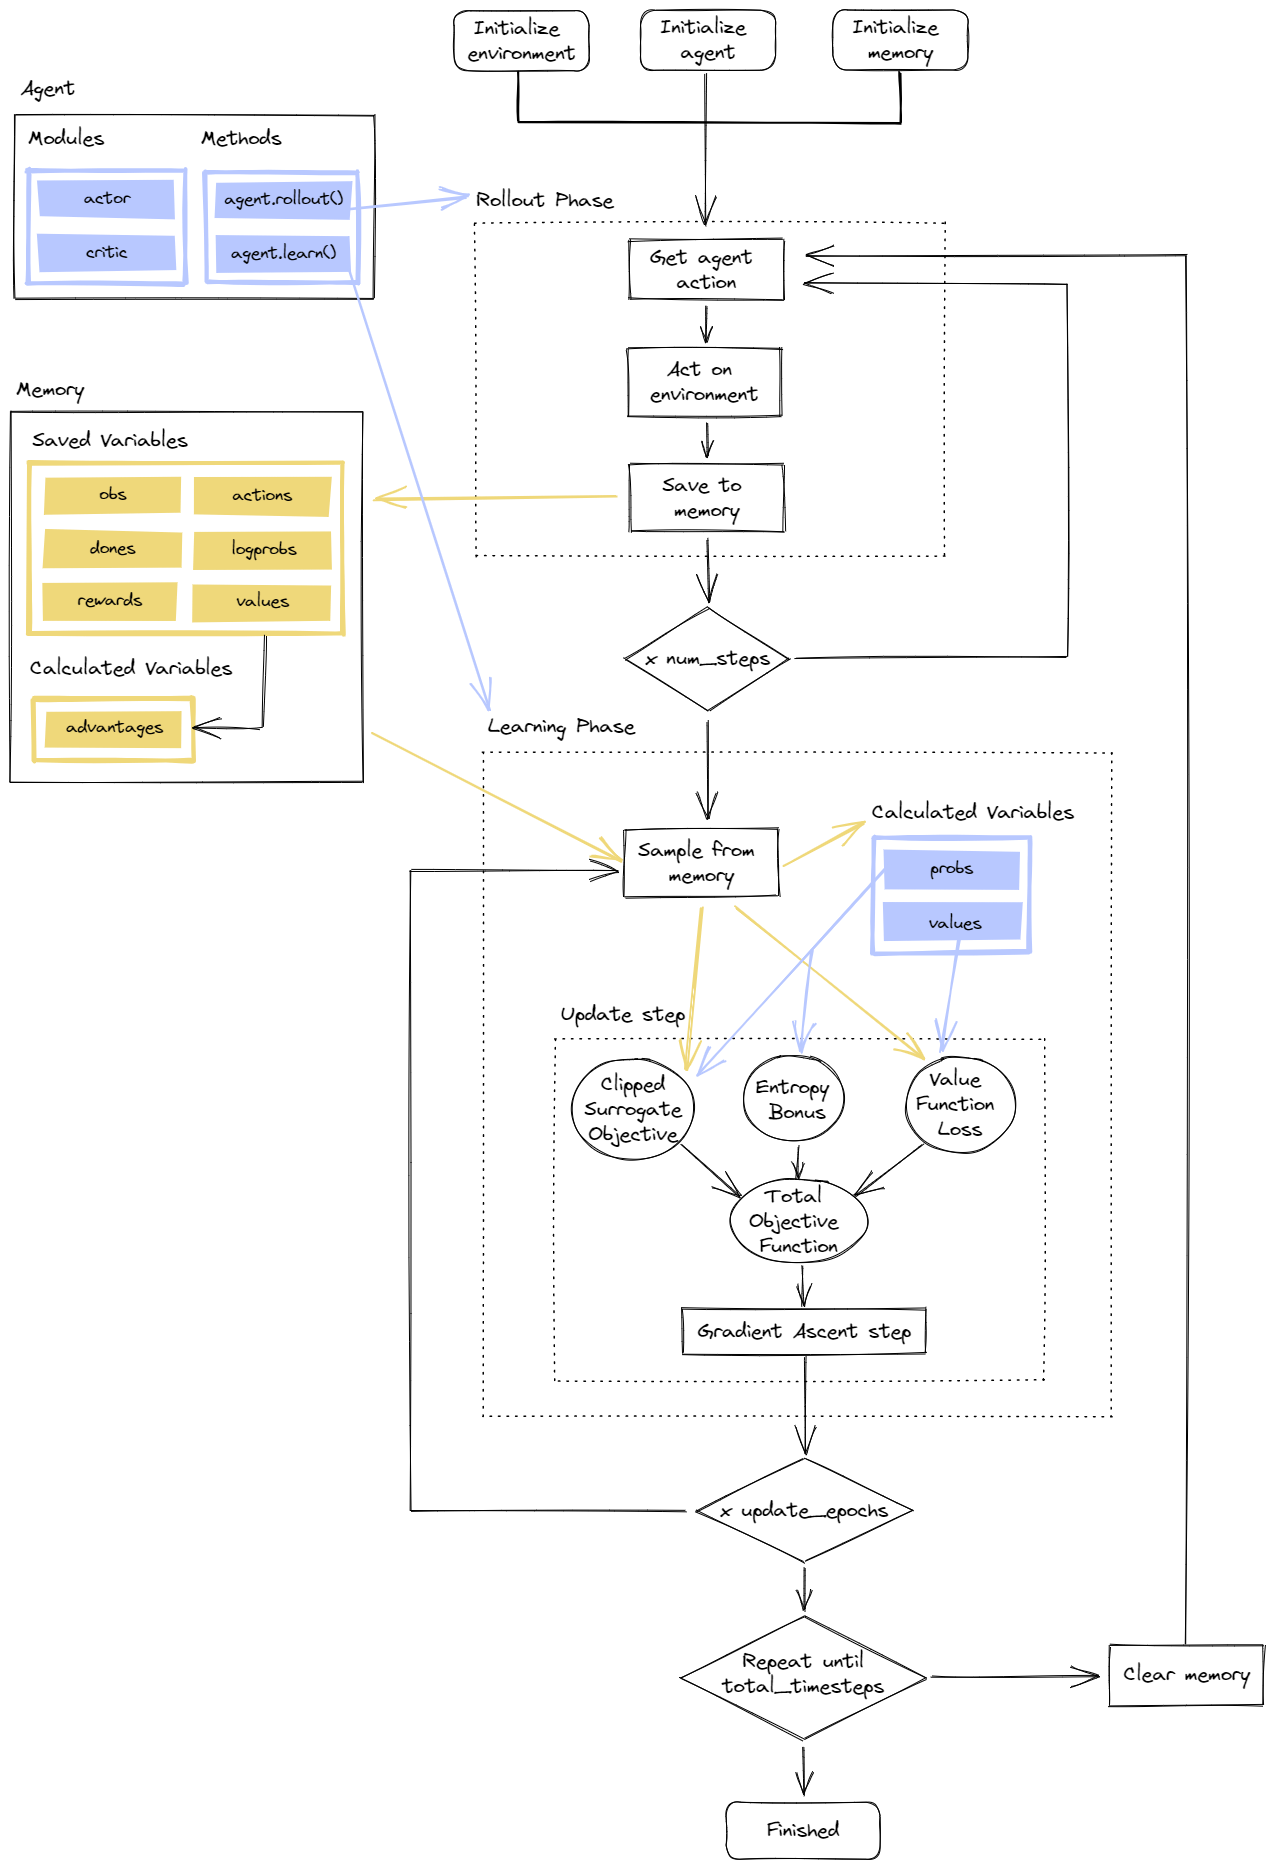 Initialize
environment
Initialize
agent
Initialize
memory
Agent
Modules
Methods
actor
critic
agent.rollout()
agent.learn()
Rollout Phase
Get agent
action
Act on
environment
Save to
memory
Memory
Saved Variables
obs
actions
dones
logprobs
rewards
values
Calculated Variables
advantages
x num_steps
Learning Phase
Sample from
memory
Calculated Variables
probs
values
Update step
Clipped
Surrogate
Objective
Entropy
Bonus
Value
Function
Loss
Total
Objective
Function
Gradient Ascent step
x update_epochs
Repeat until
total_timesteps
Clear memory
Finished